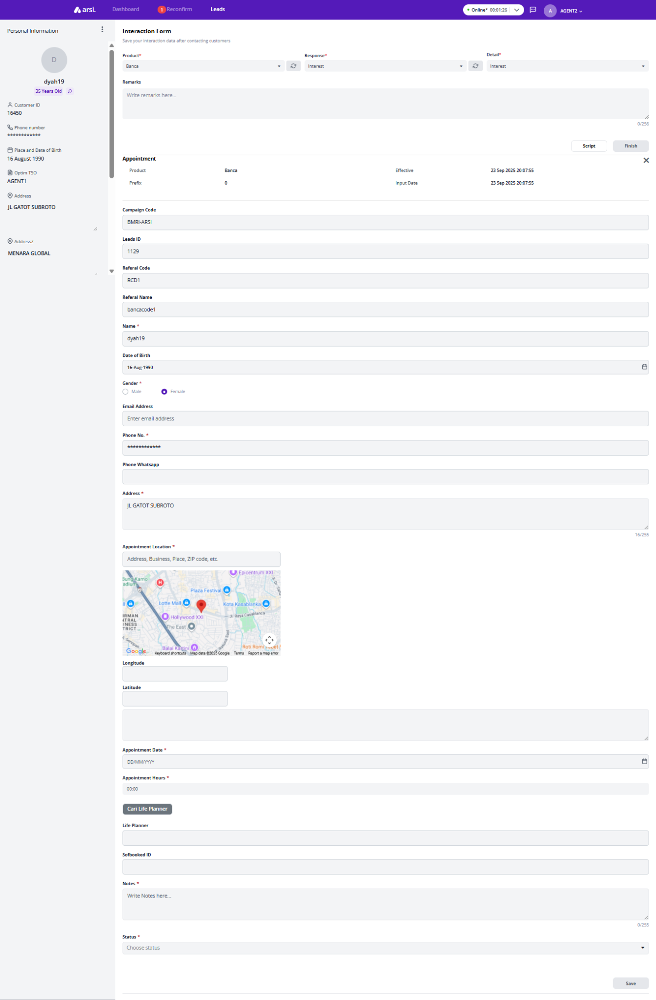 arsi.
Dashboard
1 Reconfirm
Leads
Online* 00:01:26
A
AGENT2
Personal Information
D
dyah19
35 Years Old
Customer ID
16450
Phone number
************
Place and Date of Birth
16 August 1990
Optim TSO
AGENT1
Address
JL GATOT SUBROTO
Address2
MENARA GLOBAL
Interaction Form
Save your interaction data after contacting customers
Product*
Banca
Response*
Interest
Detail*
Interest
Remarks
Write remarks here...
0/256
Script
Finish
Appointment
Product Banca Effective 23 Sep 2025 20:07:55
Prefix 0 Input Date 23 Sep 2025 20:07:55
Campaign Code
BMRI-ARSI
Leads ID
1129
Referal Code
RCD1
Referal Name
bancacode1
Name *
dyah19
Date of Birth
16-Aug-1990
Gender *
Male Female
Email Address
Enter email address
Phone No. *
************
Phone Whatsapp
Address *
JL GATOT SUBROTO
16/255
Appointment Location *
Address, Business, Place, ZIP code, etc.
Epicentrum XXI
Bung Karno
adium
H
Plaza Festival
Lotte Mall
Kota Kasablanka
Jl. Raya Casablanca
IRMAN
NTRAL
INESS
TRICT
Hollywood XXI
The East
Balai Kartini
Google
Keyboard shortcuts Map data ©2025 Google Terms Report a map error
Longitude
Latitude
Appointment Date *
DD/MM/YYYY
Appointment Hours *
00:00
Cari Life Planner
Life Planner
Sofbooked ID
Notes *
Write Notes here...
0/255
Status *
Choose status
Save